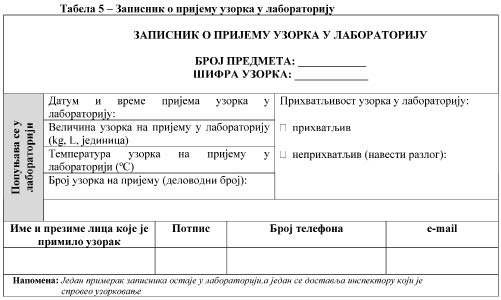 Табела 5 – Записник о пријему узорка у лабораторију
ЗАПИСНИК О ПРИЈЕМУ УЗОРКА У ЛАБОРАТОРИЈУ
БРОЈ ПРЕДМЕТА: ____________
ШИФРА УЗОРКА: ____________
Попуњава се у
лабораторији
Датум и време пријема узорка у
лабораторију:
Величина узорка на пријему у лабораторију
(kg, L, јединица)
Температура узорка на пријему у
лабораторији (°C)
Број узорка на пријему (деловодни број):
Прихватљивост узорка у лабораторију:
□ прихватљив
□ неприхватљив (навести разлог):
Име и презиме лица које је
примило узорак
Потпис
Број телефона
e-mail
Напомена: Један примерак записника остаје у лабораторији,а један се доставља инспектору који је
спровео узорковање